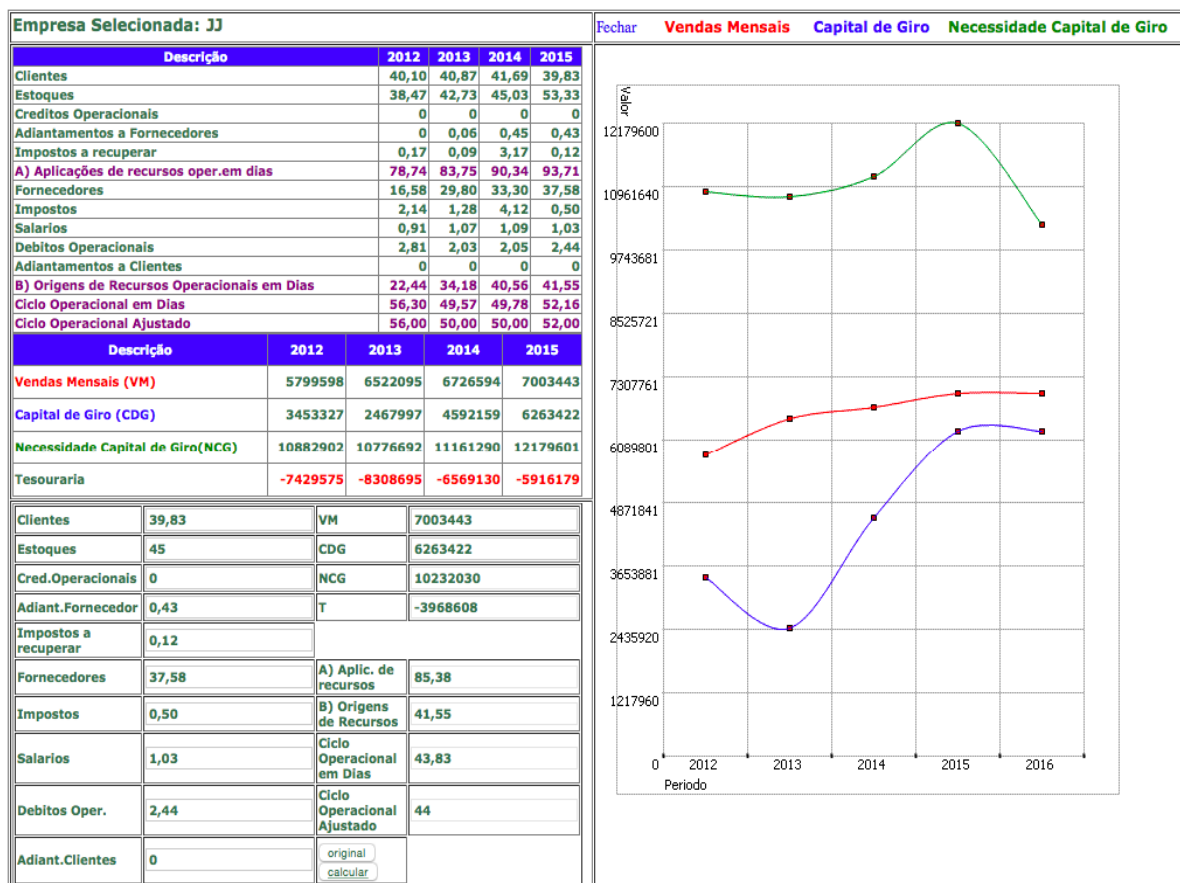 Empresa Selecionada: JJ
Descrição 2012 2013 2014 2015
Clientes 40,10 40,87 41,69 39,83
Estoques 38,47 42,73 45,03 53,33
Creditos Operacionais 0 0 0 0
Adiantamentos a Fornecedores 0 0,06 0,45 0,43
Impostos a recuperar 0,17 0,09 3,17 0,12
A) Aplicações de recursos oper.em dias 78,74 83,75 90,34 93,71
Fornecedores 16,58 29,80 33,30 37,58
Impostos 2,14 1,28 4,12 0,50
Salarios 0,91 1,07 1,09 1,03
Debitos Operacionais 2,81 2,03 2,05 2,44
Adiantamentos a Clientes 0 0 0 0
B) Origens de Recursos Operacionais em Dias 22,44 34,18 40,56 41,55
Ciclo Operacional em Dias 56,30 49,57 49,78 52,16
Ciclo Operacional Ajustado 56,00 50,00 50,00 52,00
Descrição 2012 2013 2014 2015
Vendas Mensais (VM) 5799598 6522095 6726594 7003443
Capital de Giro (CDG) 3453327 2467997 4592159 6263422
Necessidade Capital de Giro(NCG) 10882902 10776692 11161290 12179601
Tesouraria -7429575 -8308695 -6569130 -5916179
Clientes 39,83 VM 7003443
Estoques 45 CDG 6263422
Cred.Operacionais 0 NCG 10232030
Adiant.Fornecedor 0,43 T -3968608
Impostos a
recuperar 0,12
Fornecedores 37,58 A) Aplic. de
recursos 85,38
Impostos 0,50 B) Origens
de Recursos 41,55
Salarios 1,03 Ciclo
Operacional
em Dias 43,83
Debitos Oper. 2,44 Ciclo
Operacional
Ajustado 44
Adiant.Clientes 0 original
calcular
Fechar Vendas Mensais Capital de Giro Necessidade Capital de Giro
Valor
12179600
10961640
9743681
8525721
7307761
6089801
4871841
3653881
2435920
1217960
0 2012 2013 2014 2015 2016
Periodo